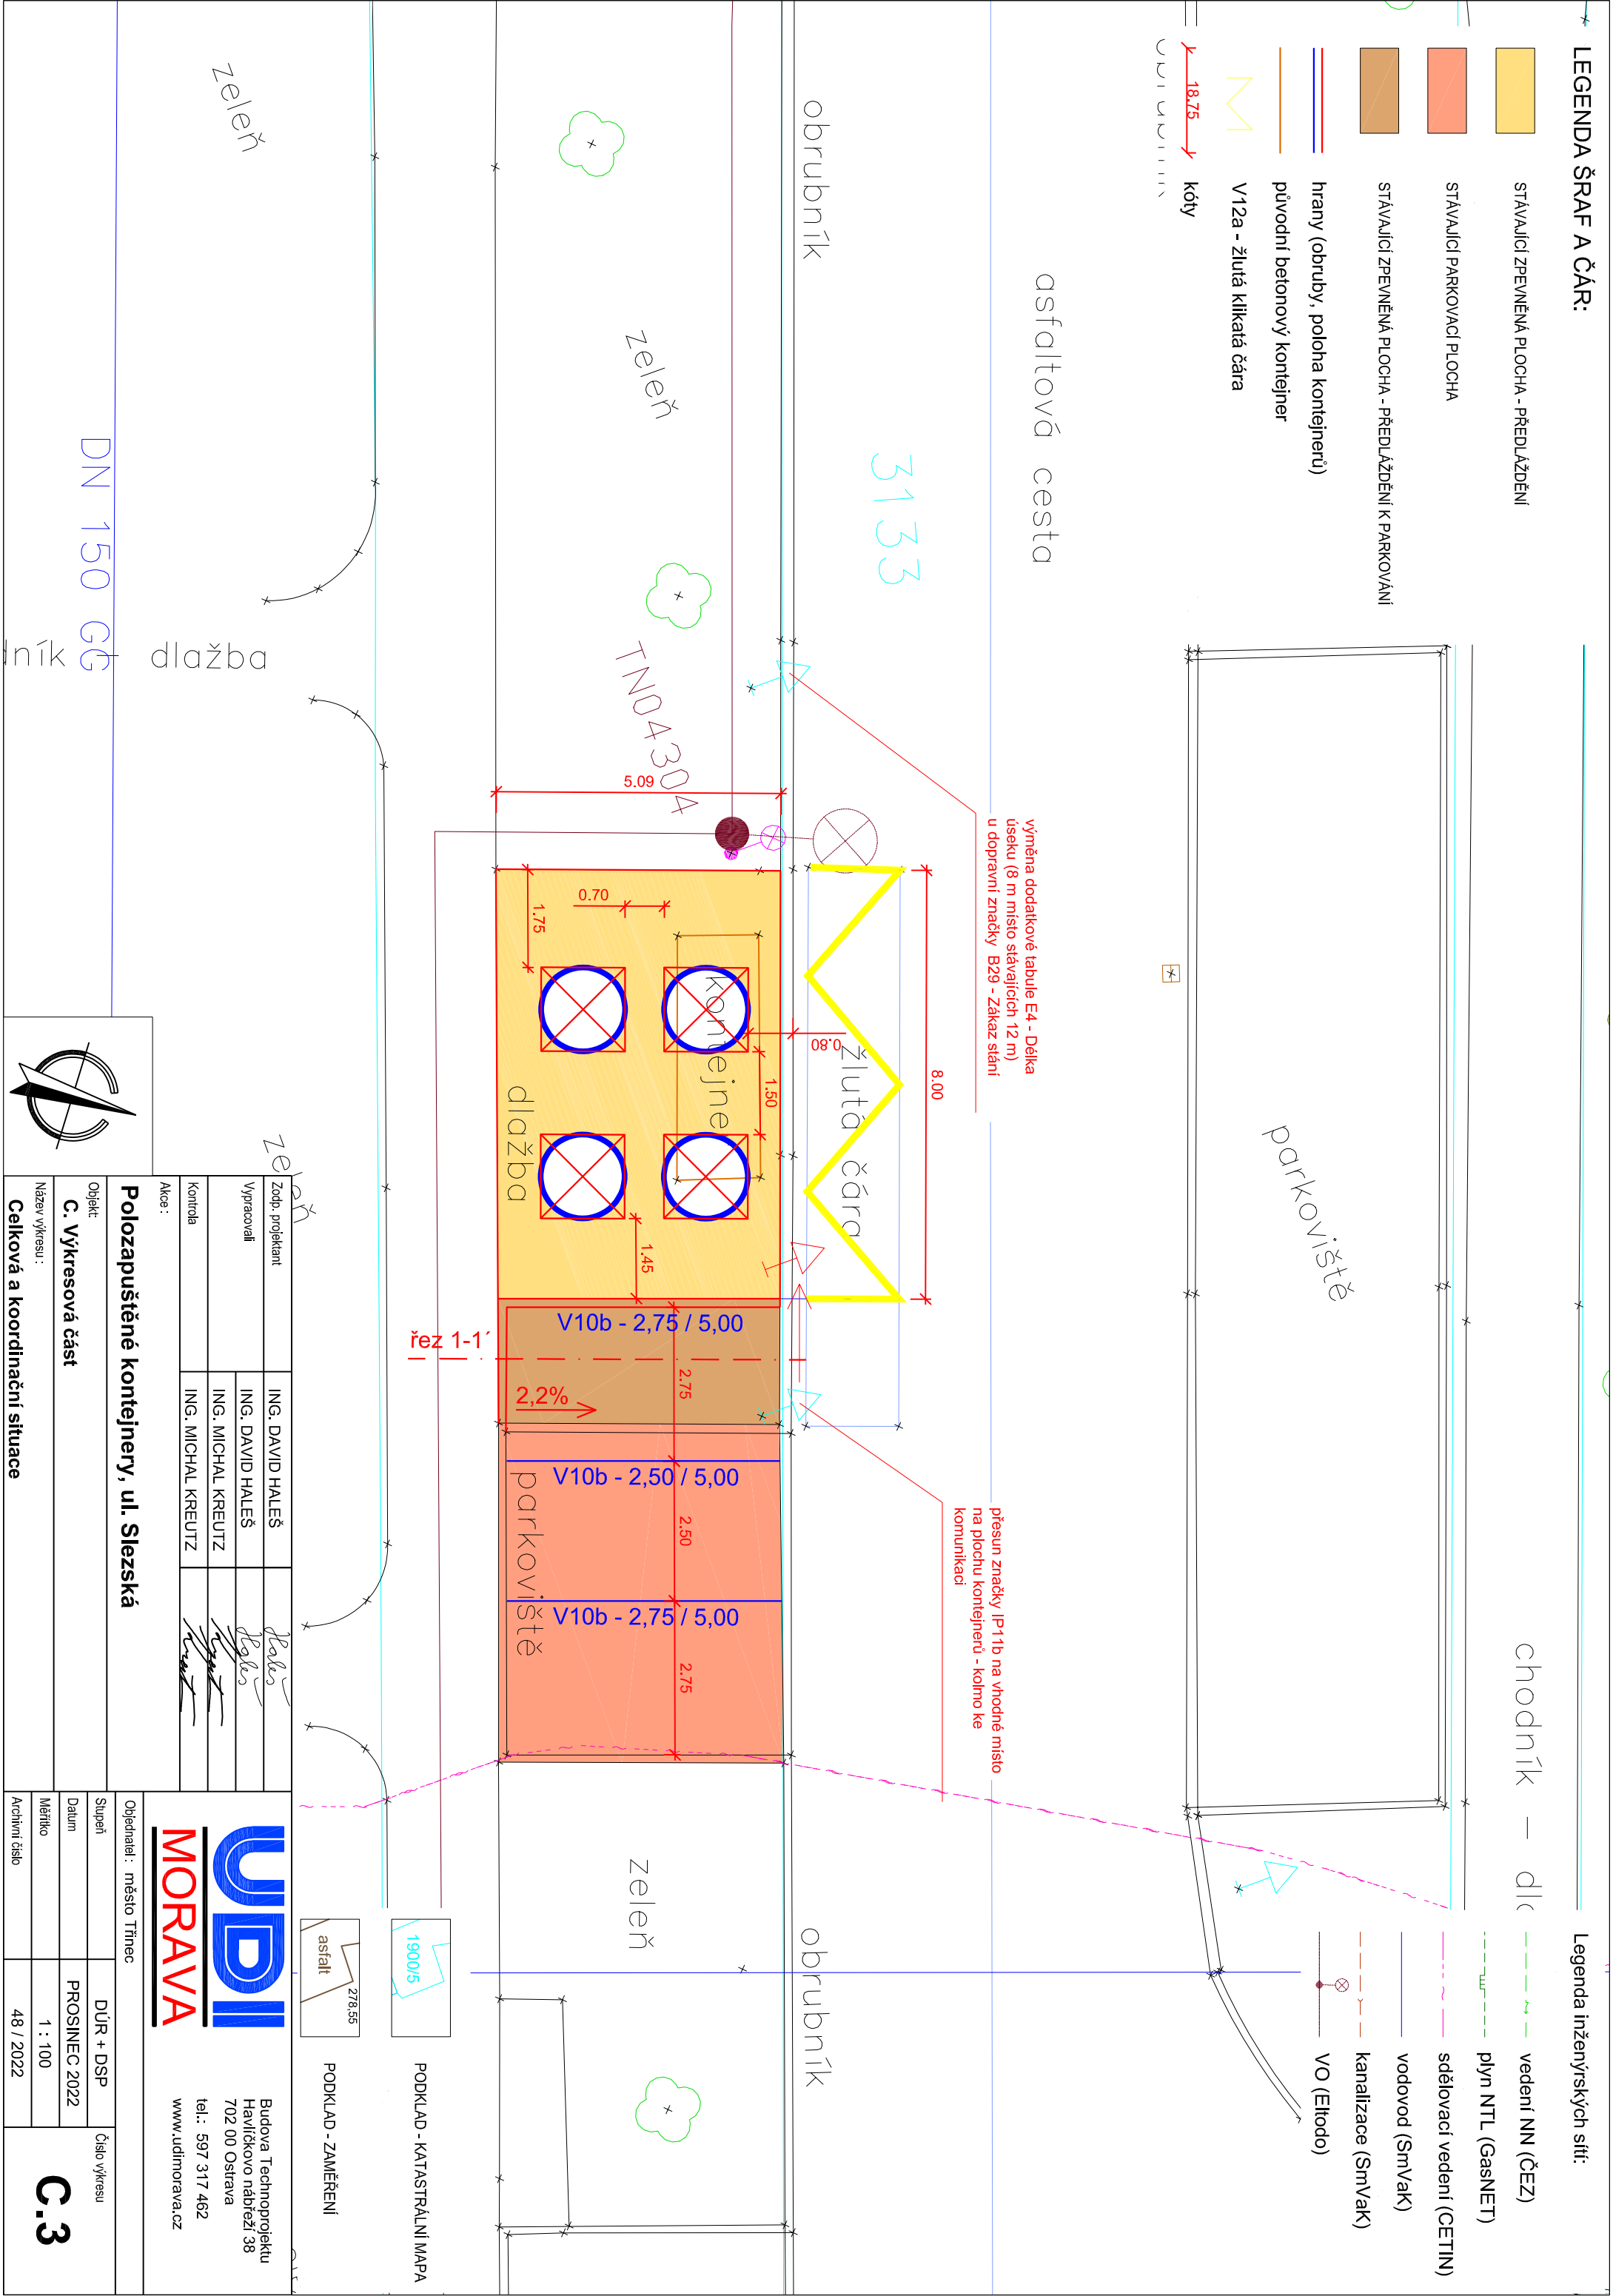 LEGENDA ŠRAF A ČÁR:
STÁVAJÍCÍ ZPEVNĚNÁ PLOCHA - PŘEDLÁŽDĚNÍ
STÁVAJÍCÍ PARKOVACÍ PLOCHA
STÁVAJÍCÍ ZPEVNĚNÁ PLOCHA - PŘEDLÁŽDĚNÍ K PARKOVÁNÍ
hrany (obruby, poloha kontejnerů)
původní betonový kontejner
V12a - žlutá klikatá čára
18.75
kóty
Legenda inženýrských sítí:
vedení NN (ČEZ)
plyn NTL (GasNET)
sdělovací vedení (CETIN)
vodovod (SmVaK)
kanalizace (SmVaK)
VO (Eltodo)
chodník –
parkoviště
asfaltová cesta
3133
obrubník
obrubník
výměna dodatkové tabule E4 - Délka
úseku (8 m místo stávajících 12 m)
u dopravní značky B29 - Zákaz stání
přesun značky IP11b na vhodné místo
na plochu kontejnerů - kolmo ke
komunikaci
8.00
žlutá čára
0.80
1.50
kontejne
0.70
1.75
1.45
5.09
TN04304
dlažba
V10b - 2,75 / 5,00
2.75
řez 1-1´
2,2%
V10b - 2,50 / 5,00
2.50
V10b - 2,75 / 5,00
2.75
parkoviště
zeleň
zeleň
zeleň
zeleň
dlažba
DN 150 GG
PODKLAD - KATASTRÁLNÍ MAPA
1900/5
PODKLAD - ZAMĚŘENÍ
asfalt
278,55
Zodp. projektant
ING. DAVID HALEŠ
Vypracovali
ING. DAVID HALEŠ
ING. MICHAL KREUTZ
Kontrola
ING. MICHAL KREUTZ
Akce :
Polozapuštěné kontejnery, ul. Slezská
Objekt:
C. Výkresová část
Název výkresu :
Celková a koordinační situace
UDI
MORAVA
Budova Technoprojektu
Havlíčkovo nábřeží 38
702 00 Ostrava
tel.: 597 317 462
www.udimorava.cz
Objednatel : město Třinec
Stupeň
DÚR + DSP
Datum
PROSINEC 2022
Měřítko
1 : 100
Archivní číslo
48 / 2022
Číslo výkresu
C.3